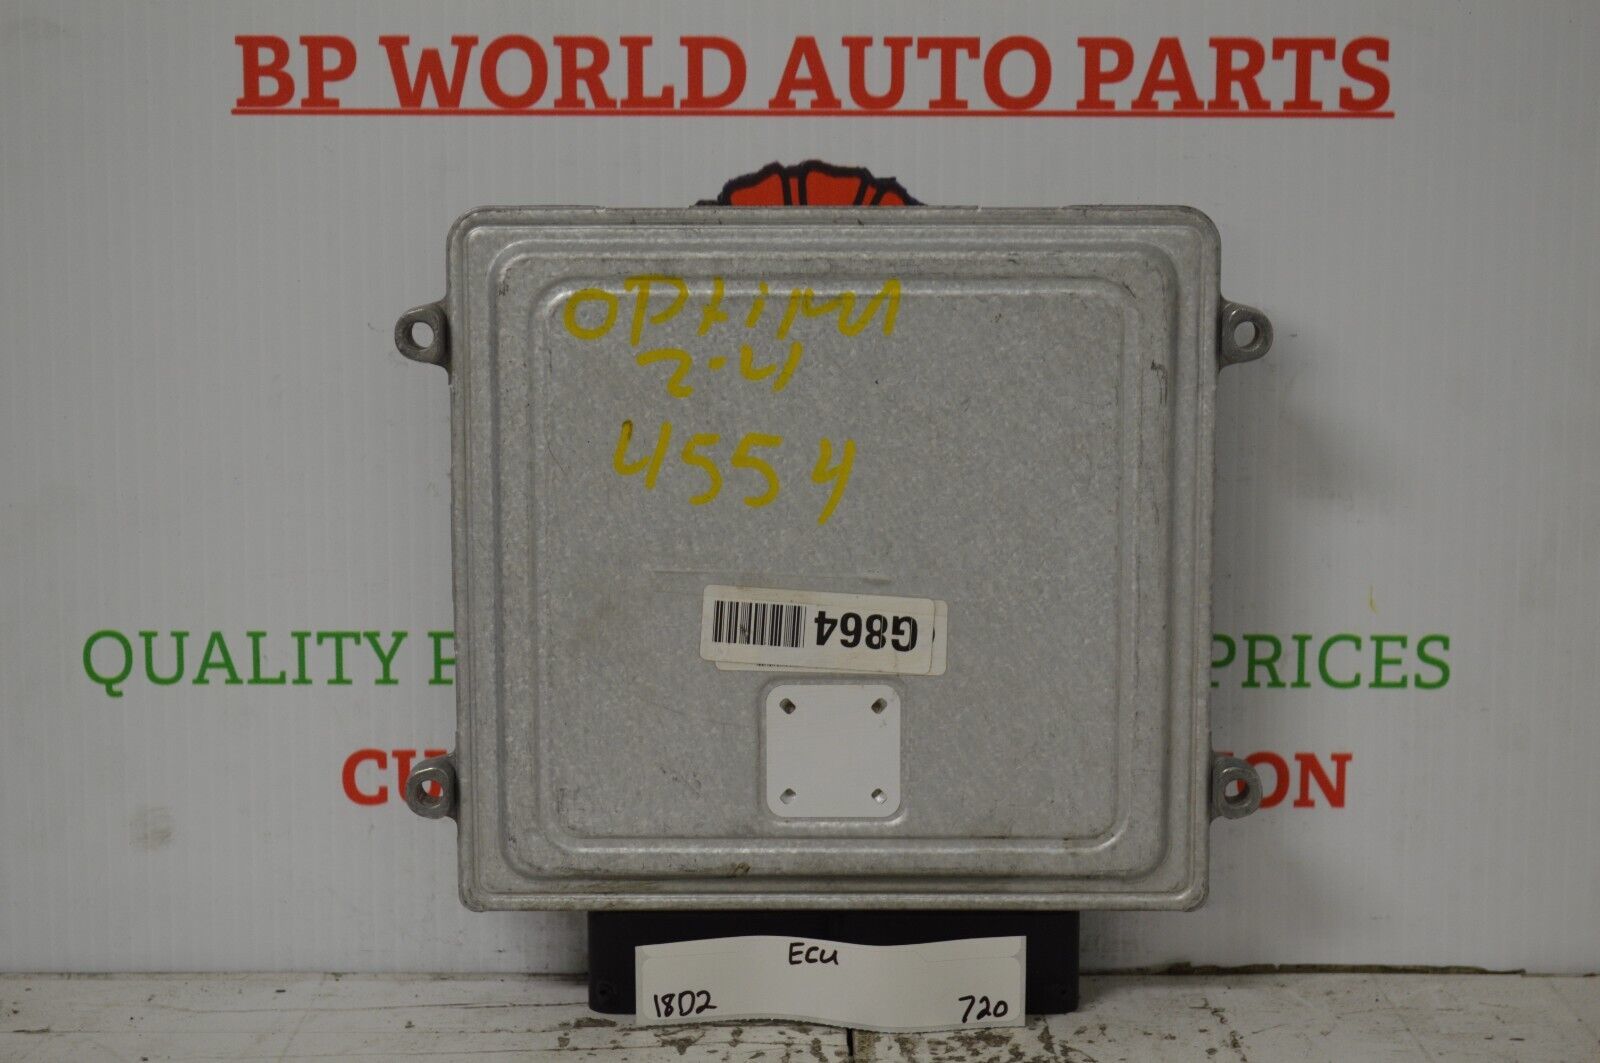 BP WORLD AUTO PARTS
OPtiMA
2.4
4554
G864
QUALITY P
PRICES
CU
ON
ECU
18D2
720